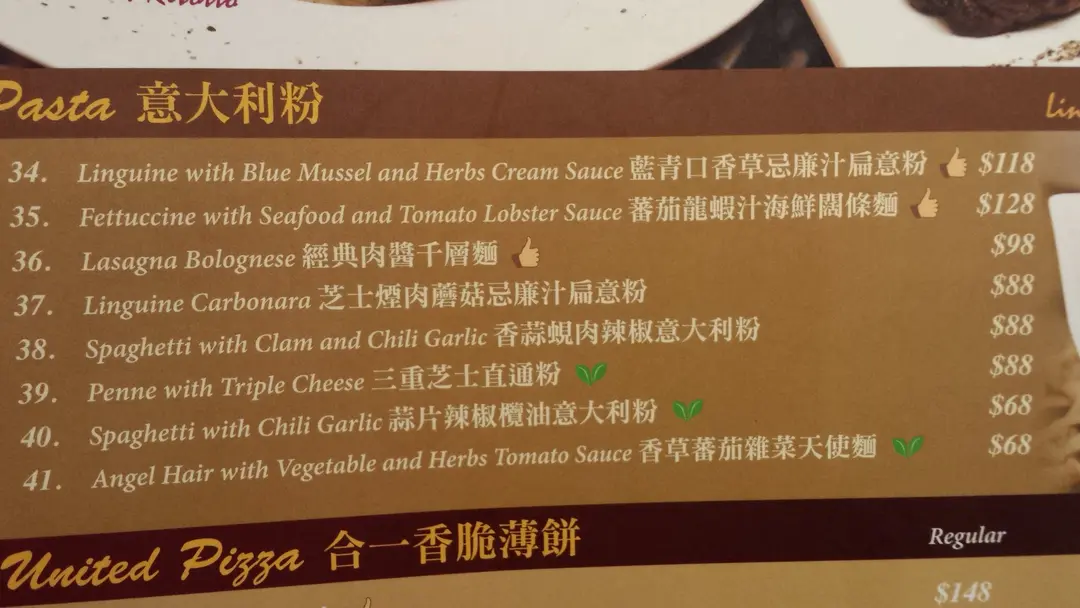 Pasta 意大利粉
34. Linguine with Blue Mussel and Herbs Cream Sauce 藍青口香草忌廉汁扁意粉 $118
35. Fettuccine with Seafood and Tomato Lobster Sauce 蕃茄龍蝦汁海鮮闊條麵 $128
36. Lasagna Bolognese 經典肉醬千層麵 $98
37. Linguine Carbonara 芝士煙肉蘑菇忌廉汁扁意粉 $88
38. Spaghetti with Clam and Chili Garlic 香蒜蜆肉辣椒意大利粉 $88
39. Penne with Triple Cheese 三重芝士直通粉 $88
40. Spaghetti with Chili Garlic 蒜片辣椒欖油意大利粉 $68
41. Angel Hair with Vegetable and Herbs Tomato Sauce 香草蕃茄雜菜天使麵 $68
United Pizza 合一香脆薄餅 Regular
$148